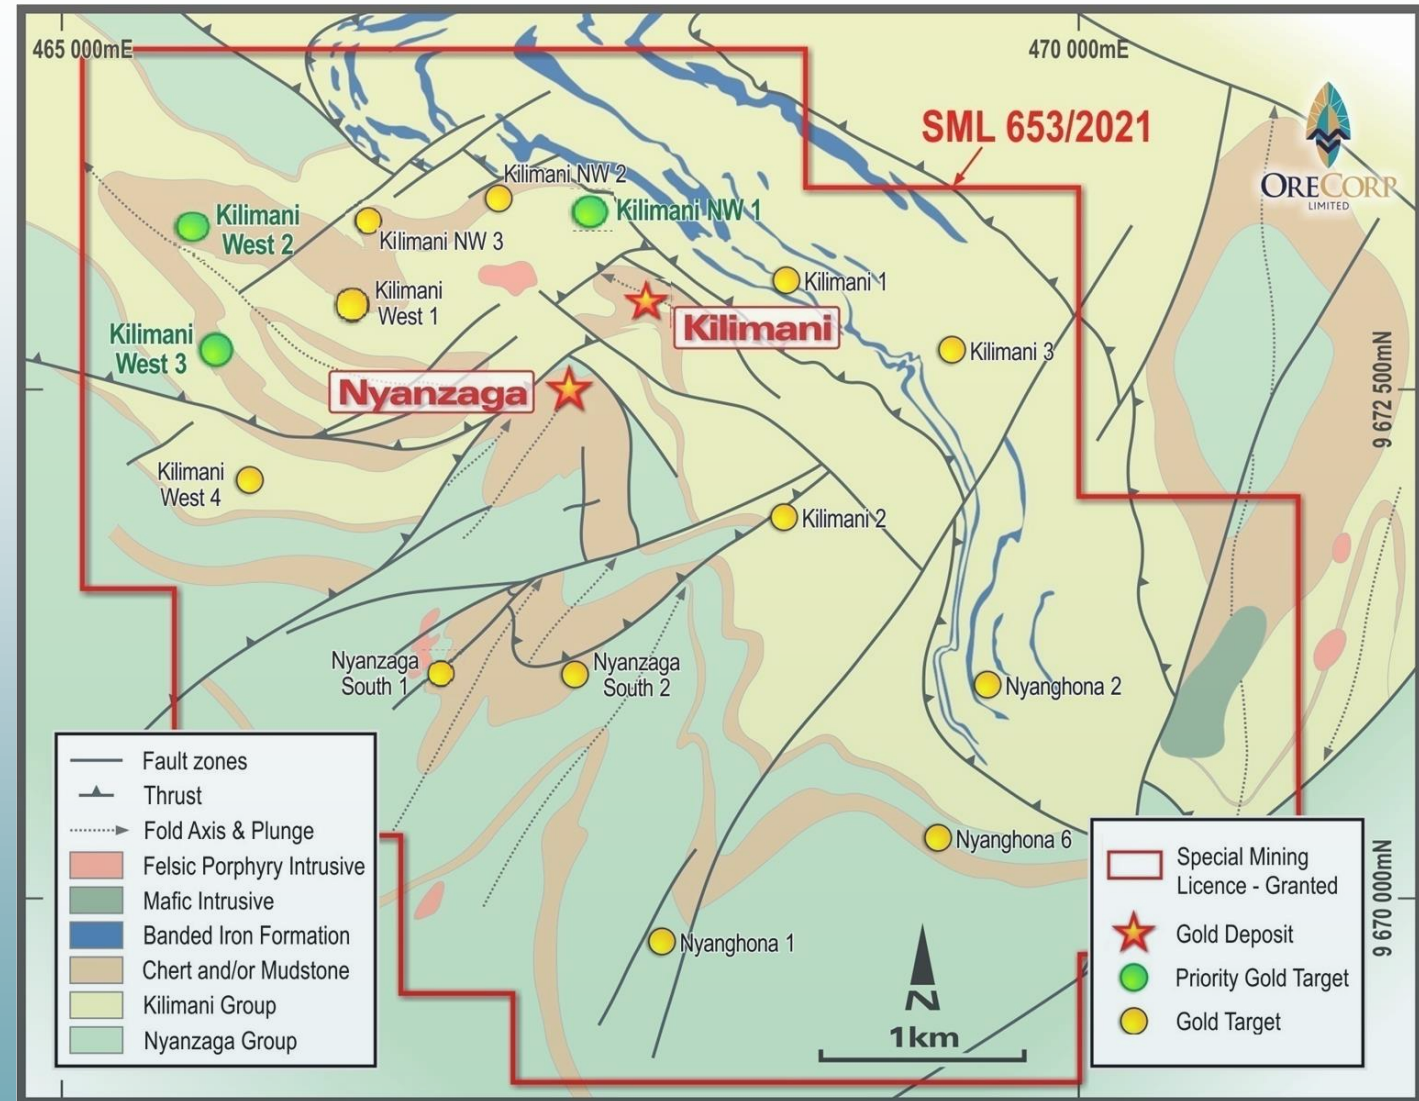 465 000mE
470 000mE
SML 653/2021
ORECORP
LIMITED
Kilimani NW 2
Kilimani
West 2
Kilimani NW 1
Kilimani NW 3
Kilimani
West 1
Kilimani 1
Kilimani
Kilimani
West 3
Kilimani 3
Nyanzaga
9 672 500mN
Kilimani
West 4
Kilimani 2
Nyanzaga
South 1
Nyanzaga
South 2
Nyanghona 2
Nyanghona 6
Nyanghona 1
9 670 000mN
N
1km
Fault zones
Thrust
Fold Axis & Plunge
Felsic Porphyry Intrusive
Mafic Intrusive
Banded Iron Formation
Chert and/or Mudstone
Kilimani Group
Nyanzaga Group
Special Mining
Licence - Granted
Gold Deposit
Priority Gold Target
Gold Target